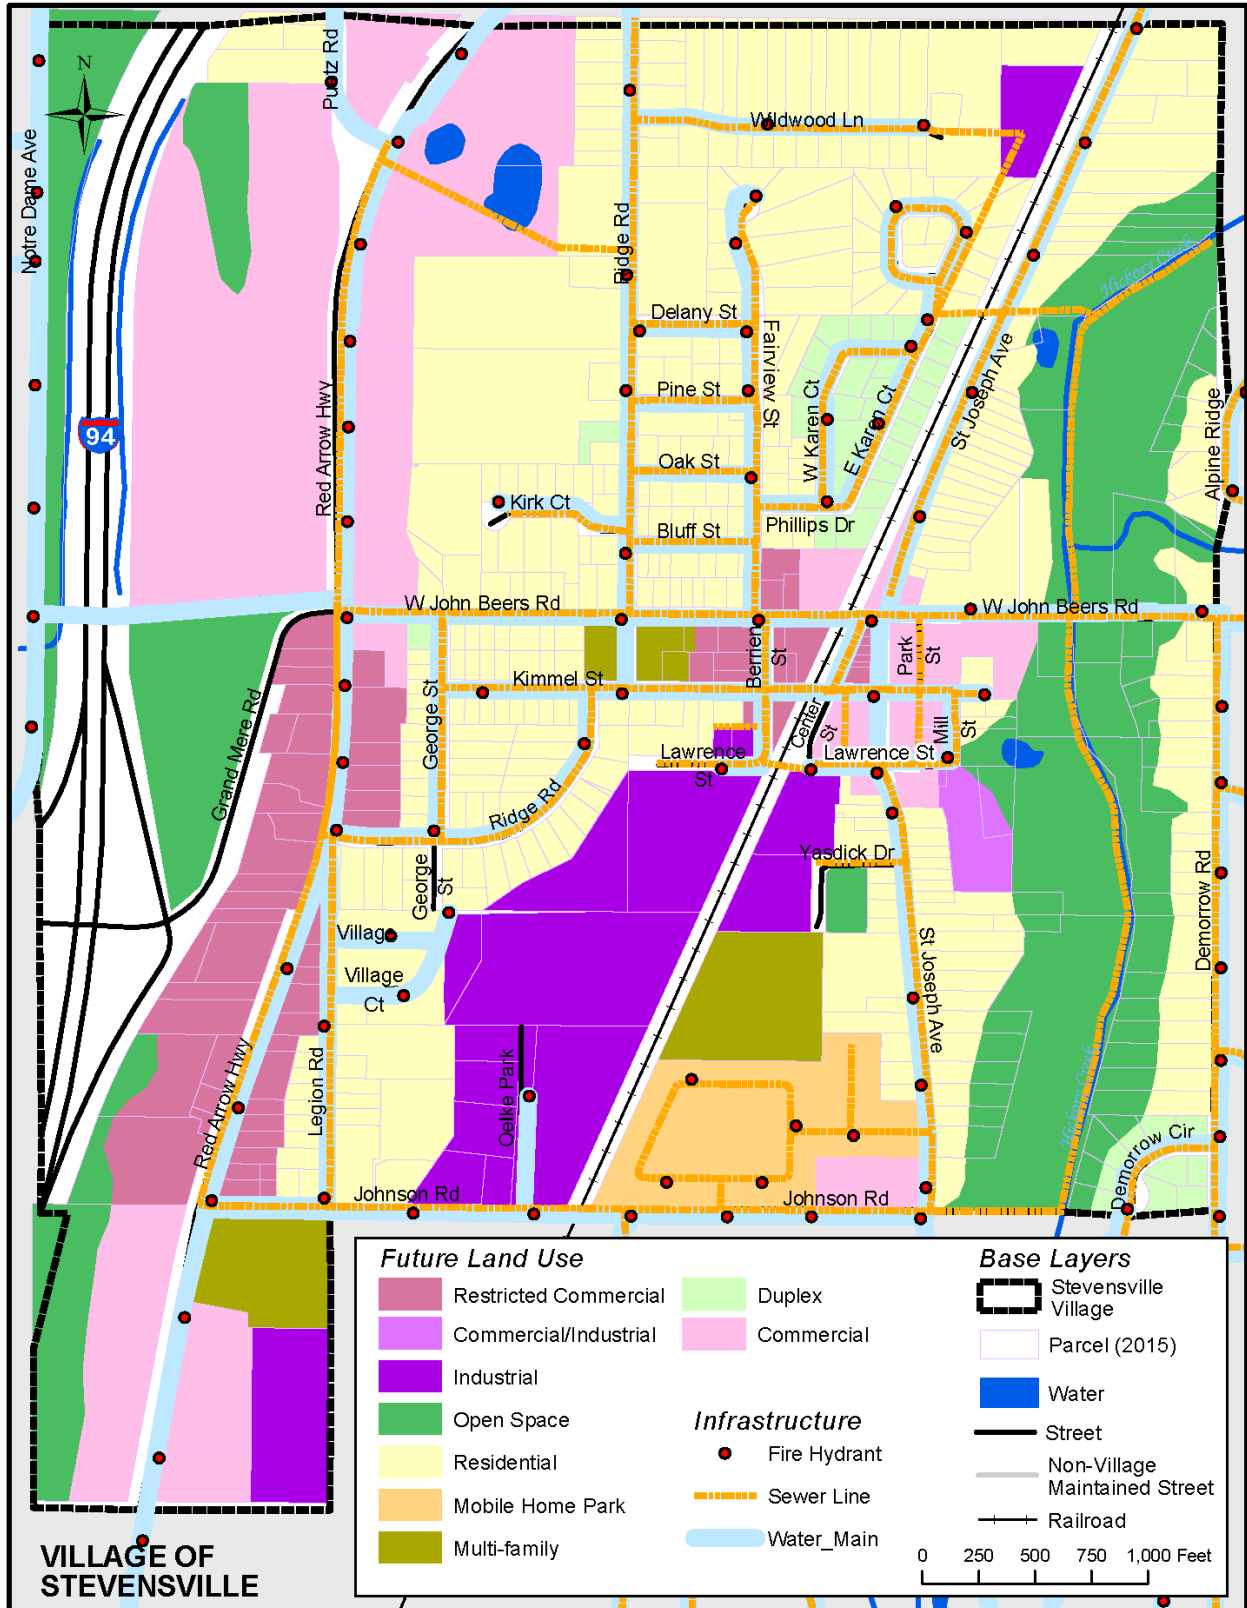 N
Puetz Rd
Wildwood Ln
Notre Dame Ave
Ridge Rd
Hickory Creek
Delany St
Fairview St
Pine St
St Joseph Ave
Red Arrow Hwy
W Karen Ct
E Karen Ct
94
Oak St
Alpine Ridge
Kirk Ct
Phillips Dr
Bluff St
W John Beers Rd
W John Beers Rd
Berrien
St
Park
St
Kimmel St
George St
Grand Mere Rd
Center
St
Mill
St
Lawrence
St
Lawrence St
Ridge Rd
Yasdick Dr
George
St
Demorrow Rd
Village
Village
Ct
St Joseph Ave
Oelke Park
Legion Rd
Red Arrow Hwy
Hickory Creek
Demorrow Cir
Johnson Rd
Johnson Rd
Future Land Use
Restricted Commercial
Commercial/Industrial
Industrial
Open Space
Residential
Mobile Home Park
Multi-family
Duplex
Commercial
Infrastructure
Fire Hydrant
Sewer Line
Water_Main
Base Layers
Stevensville
Village
Parcel (2015)
Water
Street
Non-Village
Maintained Street
Railroad
0 250 500 750 1,000 Feet
VILLAGE OF
STEVENSVILLE